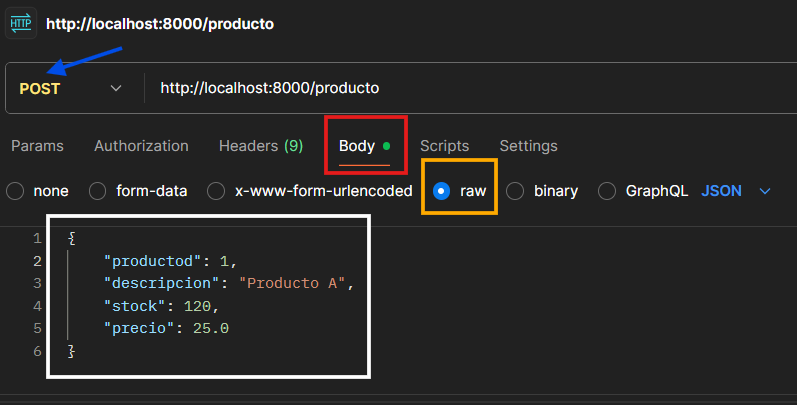 HTTP http://localhost:8000/producto
POST http://localhost:8000/producto
Params Authorization Headers (9) Body Scripts Settings
none form-data x-www-form-urlencoded raw binary GraphQL JSON
1 {
2 "productod": 1,
3 "descripcion": "Producto A",
4 "stock": 120,
5 "precio": 25.0
6 }